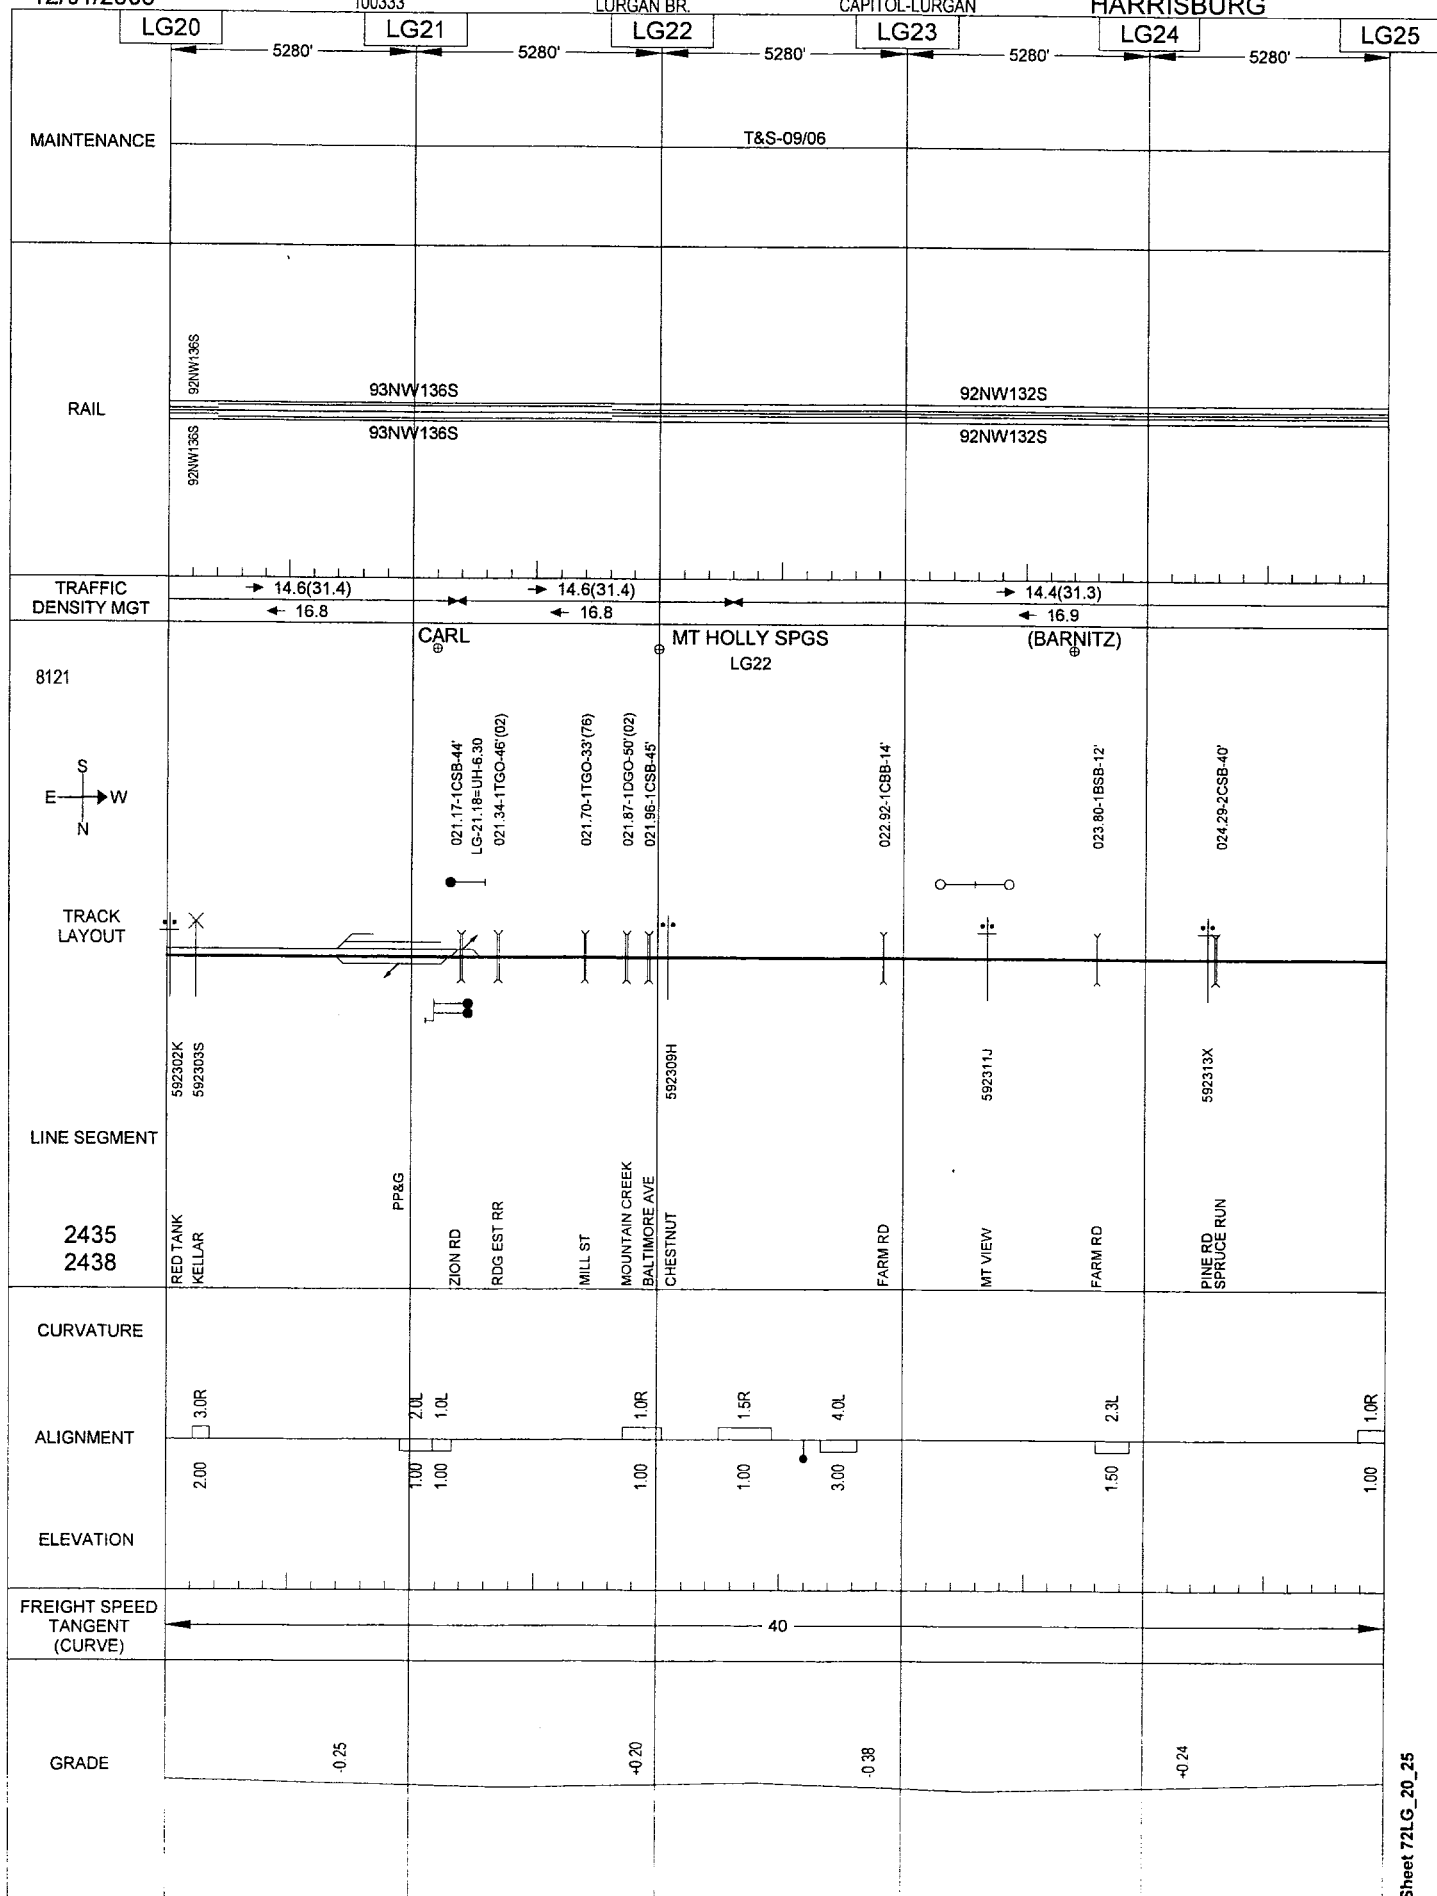 100333 LURGAN BR. CAPITOL-LURGAN HARRISBURG
LG20 LG21 LG22 LG23 LG24 LG25
5280' 5280' 5280' 5280' 5280'
MAINTENANCE T&S-09/06
RAIL
92NW136S 93NW136S 92NW132S
92NW136S 93NW136S 92NW132S
TRAFFIC
DENSITY MGT
→ 14.6(31.4) → 14.6(31.4) → 14.4(31.3)
← 16.8 ← 16.8 ← 16.9
CARL MT HOLLY SPGS (BARNITZ)
LG22
8121
S
E W
N
021.17-1CSB-44'
LG-21.18=UH-6.30
021.34-1TGO-46'(02)
021.70-1TGO-33'(76)
021.87-1DGO-50'(02)
021.96-1CSB-45'
022.92-1CBB-14'
023.80-1BSB-12'
024.29-2CSB-40'
TRACK
LAYOUT
592302K
592303S
592309H
592311J
592313X
LINE SEGMENT
2435
2438
RED TANK
KELLAR
PP&G
ZION RD
RDG EST RR
MILL ST
MOUNTAIN CREEK
BALTIMORE AVE
CHESTNUT
FARM RD
MT VIEW
FARM RD
PINE RD
SPRUCE RUN
CURVATURE
3.0R 2.0L 1.0L 1.0R 1.5R 4.0L 2.3L 1.0R
ALIGNMENT
2.00 1.00 1.00 1.00 1.00 3.00 1.50 1.00
ELEVATION
FREIGHT SPEED
TANGENT
(CURVE)
40
GRADE
-0.25 +0.20 -0.38 +0.24
Sheet 72LG_20_25